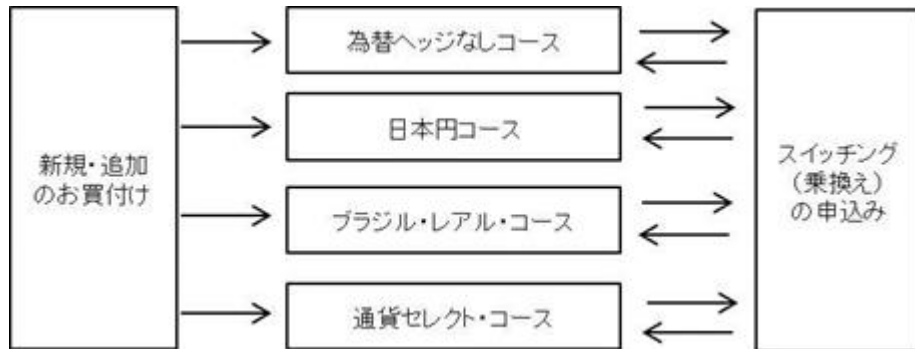 新規・追加
のお買付け
為替ヘッジなしコース
日本円コース
ブラジル・レアル・コース
通貨セレクト・コース
スイッチング
(乗換え)
の申込み